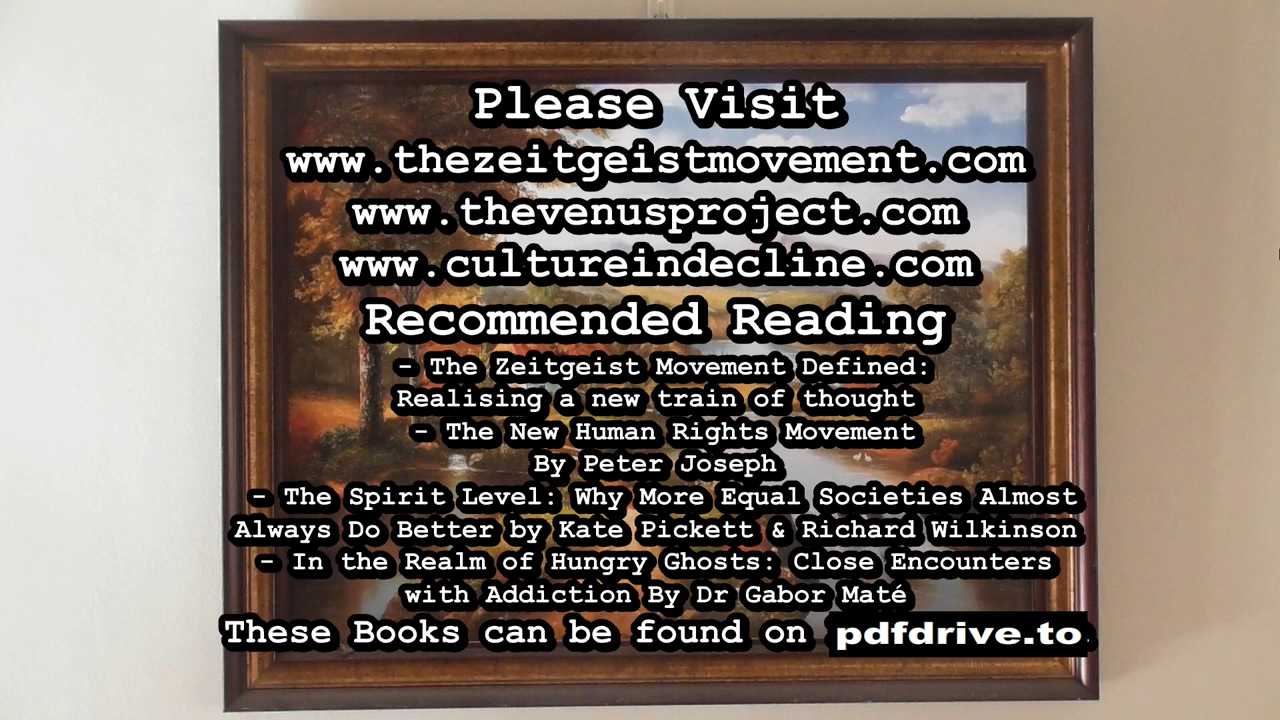 Please Visit
www.thezeitgeistmovement.com
www.thevenusproject.com
www.cultureindecline.com
Recommended Reading
- The Zeitgeist Movement Defined:
Realising a new train of thought
- The New Human Rights Movement
By Peter Joseph
- The Spirit Level: Why More Equal Societies Almost
Always Do Better by Kate Pickett & Richard Wilkinson
- In the Realm of Hungry Ghosts: Close Encounters
with Addiction By Dr Gabor Maté
These Books can be found on pdfdrive.to